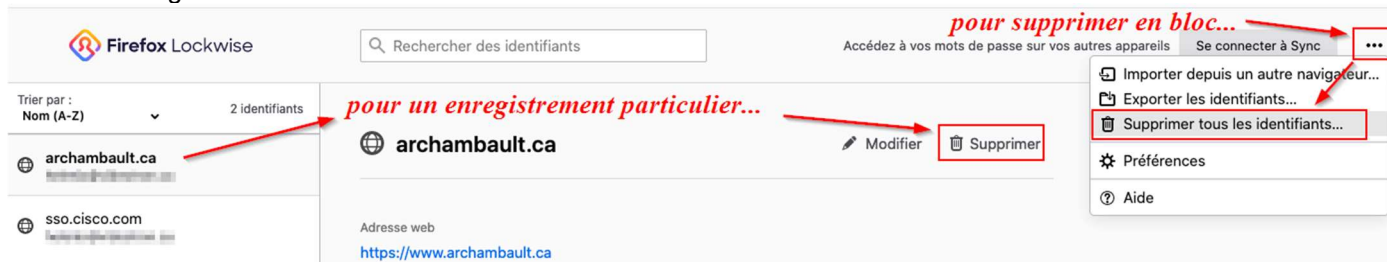 pour supprimer en bloc...
Firefox Lockwise
Rechercher des identifiants
Accédez à vos mots de passe sur vos autres appareils
Se connecter à Sync
Importer depuis un autre navigateur...
Exporter les identifiants...
Supprimer tous les identifiants...
Préférences
Aide
Trier par :
Nom (A-Z)
2 identifiants
pour un enregistrement particulier...
archambault.ca
sso.cisco.com
archambault.ca
Modifier
Supprimer
Adresse web
https://www.archambault.ca